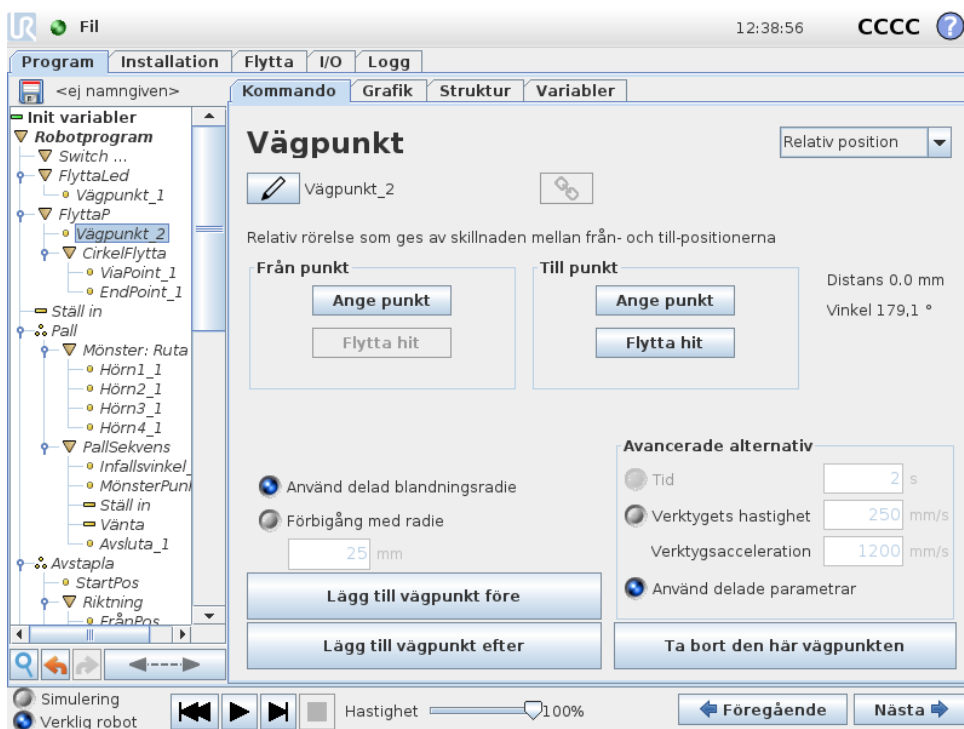 UR Fil 12:38:56 CCCC ?
Program Installation Flytta I/O Logg
<ej namngiven> Kommando Grafik Struktur Variabler
Init variabler
Robotprogram
Switch ...
FlyttaLed
Vägpunkt_1
FlyttaP
Vägpunkt_2
CirkelFlytta
ViaPoint_1
EndPoint_1
Ställ in
Pall
Mönster: Ruta
Hörn1_1
Hörn2_1
Hörn3_1
Hörn4_1
PallSekvens
Infallsvinkel_
MönsterPun
Ställ in
Vänta
Avsluta_1
Avstapla
StartPos
Riktning
FrånPos
Vägpunkt
Relativ position
Vägpunkt_2
Relativ rörelse som ges av skillnaden mellan från- och till-positionerna
Från punkt
Ange punkt
Flytta hit
Till punkt
Ange punkt
Flytta hit
Distans 0.0 mm
Vinkel 179,1 °
Använd delad blandningsradie
Förbigång med radie
25 mm
Avancerade alternativ
Tid 2 s
Verktygets hastighet 250 mm/s
Verktygsacceleration 1200 mm/s
Använd delade parametrar
Lägg till vägpunkt före
Lägg till vägpunkt efter
Ta bort den här vägpunkten
Simulering
Verklig robot
Hastighet 100%
Föregående
Nästa